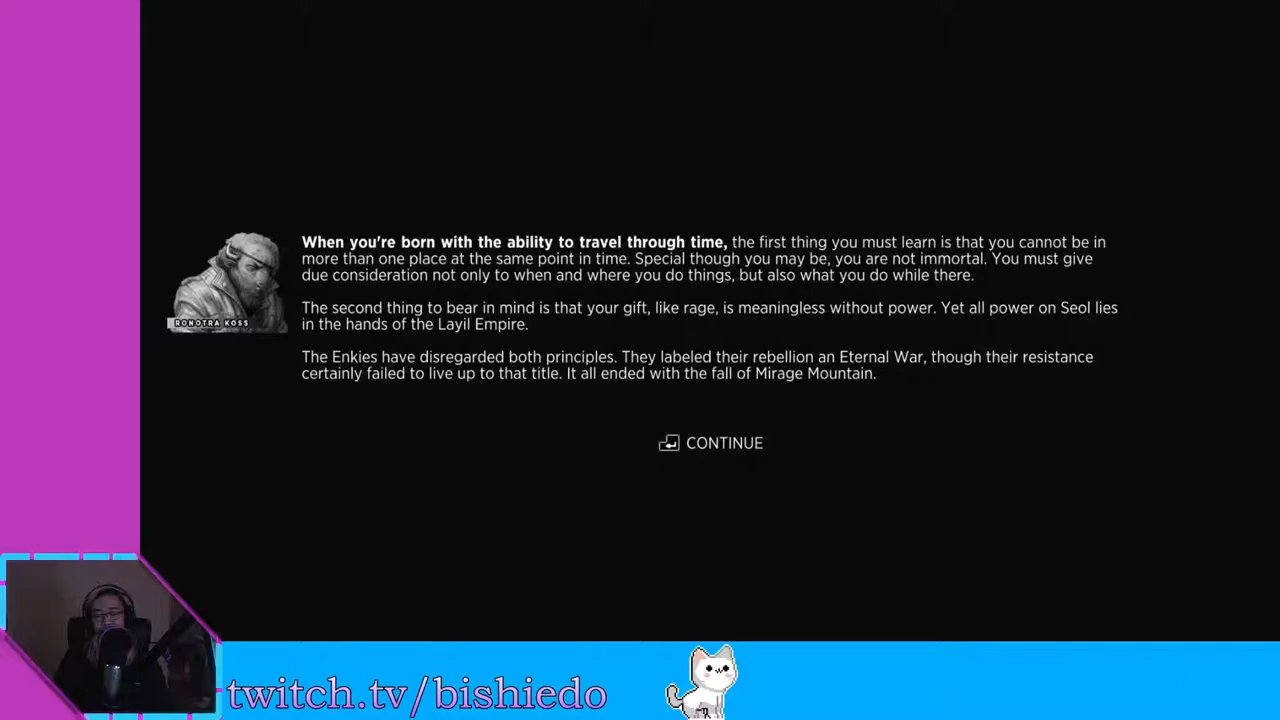 When you're born with the ability to travel through time, the first thing you must learn is that you cannot be in
more than one place at the same point in time. Special though you may be, you are not immortal. You must give
due consideration not only to when and where you do things, but also what you do while there.
The second thing to bear in mind is that your gift, like rage, is meaningless without power. Yet all power on Seol lies
in the hands of the Layil Empire.
RONOTRA KOSS
The Enkies have disregarded both principles. They labeled their rebellion an Eternal War, though their resistance
certainly failed to live up to that title. It all ended with the fall of Mirage Mountain.
CONTINUE
twitch.tv/bishiedo